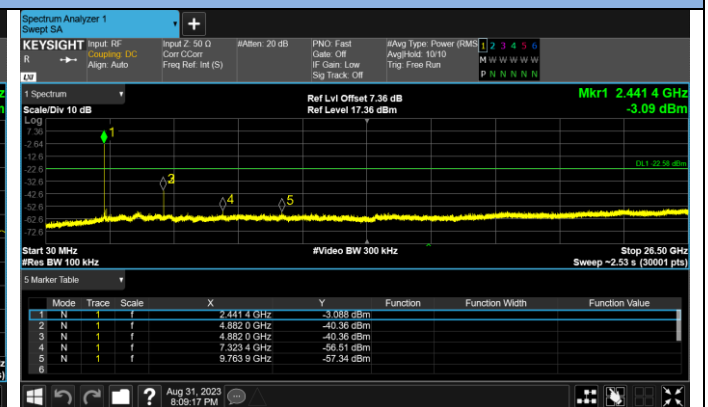 Spectrum Analyzer 1
Swept SA
KEYSIGHT Input: RF Input Z: 50 Ω #Atten: 20 dB PNO: Fast #Avg Type: Power (RMS 1 2 3 4 5 6
R Coupling: DC Corr CCorr Gate: Off Avg|Hold: 10/10 M W W W W W
Align: Auto Freq Ref: Int (S) IF Gain: Low Trig: Free Run
Sig Track: Off P N N N N N
LXI
1 Spectrum Ref Lvl Offset 7.36 dB Mkr1 2.441 4 GHz
Scale/Div 10 dB Ref Level 17.36 dBm -3.09 dBm
Log
7.36 1
-2.64
-12.6
-22.6 DL1 -22.58 dBm
-32.6
-42.6 4 5
-52.6
-62.6
-72.6
Start 30 MHz #Video BW 300 kHz Stop 26.50 GHz
#Res BW 100 kHz Sweep ~2.53 s (30001 pts)
5 Marker Table
Mode Trace Scale X Y Function Function Width Function Value
1 N 1 f 2.441 4 GHz -3.088 dBm
2 N 1 f 4.882 0 GHz -40.36 dBm
3 N 1 f 4.882 0 GHz -40.36 dBm
4 N 1 f 7.323 4 GHz -56.51 dBm
5 N 1 f 9.763 9 GHz -57.34 dBm
6
? Aug 31, 2023
8:09:17 PM